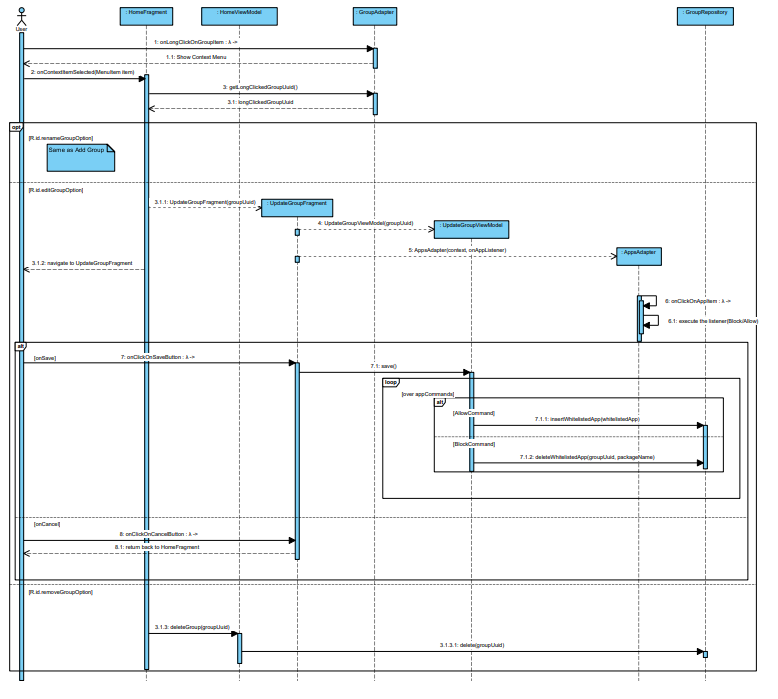 : HomeFragment
: HomeViewModel
: GroupAdapter
: GroupRepository
User
1: onLongClickOnGroupItem : λ ->
1.1: Show Context Menu
2: onContextItemSelected(MenuItem item)
3: getLongClickedGroupUuid()
3.1: longClickedGroupUuid
opt
[R.id.renameGroupOption]
Same as Add Group
[R.id.editGroupOption]
3.1.1: UpdateGroupFragment(groupUuid)
: UpdateGroupFragment
4: UpdateGroupViewModel(groupUuid)
: UpdateGroupViewModel
5: AppsAdapter(context, onAppListener)
: AppsAdapter
3.1.2: navigate to UpdateGroupFragment
6: onClickOnAppItem : λ ->
6.1: execute the listener(Block/Allow)
alt
[onSave]
7: onClickOnSaveButton : λ ->
7.1: save()
loop
[over appCommands]
alt
[AllowCommand]
7.1.1: insertWhitelistedApp(whitelistedApp)
[BlockCommand]
7.1.2: deleteWhitelistedApp(groupUuid, packageName)
[onCancel]
8: onClickOnCancelButton : λ ->
8.1: return back to HomeFragment
[R.id.removeGroupOption]
3.1.3: deleteGroup(groupUuid)
3.1.3.1: delete(groupUuid)